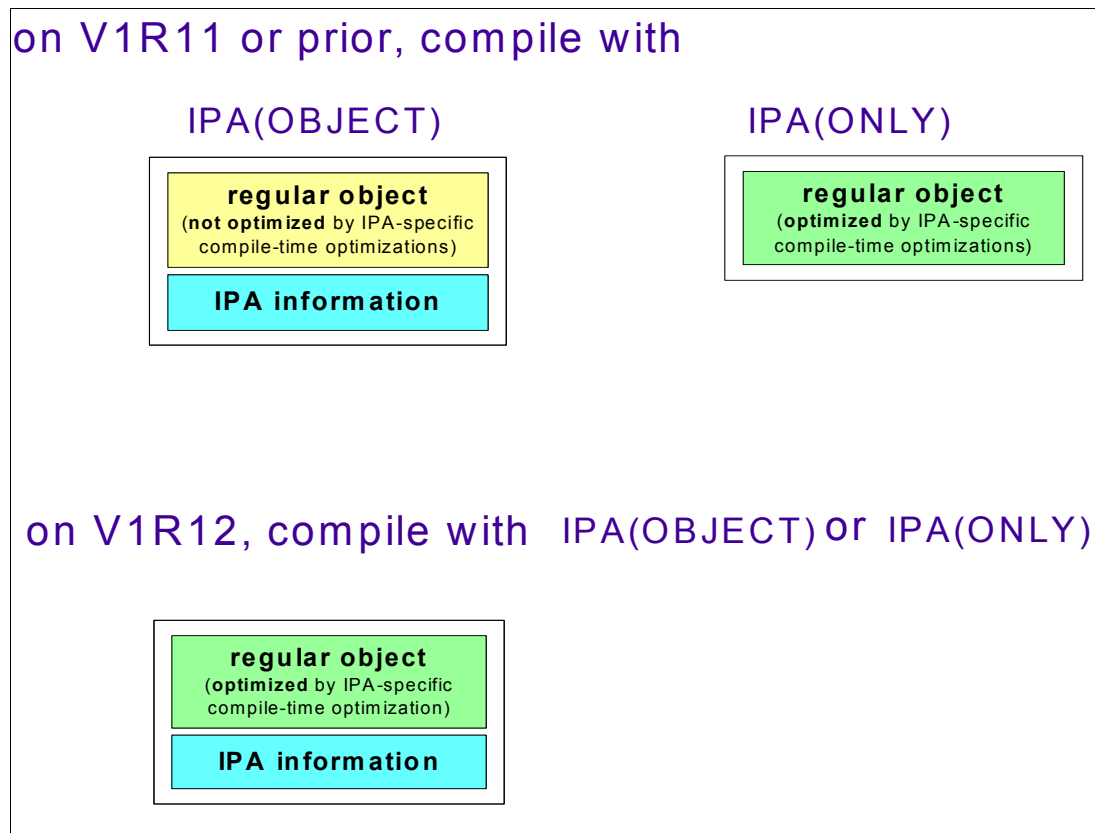 on V1R11 or prior, compile with
IPA(OBJECT)
regular object
(not optimized by IPA-specific
compile-time optimizations)
IPA information
IPA(ONLY)
regular object
(optimized by IPA-specific
compile-time optimizations)
on V1R12, compile with IPA(OBJECT) or IPA(ONLY)
regular object
(optimized by IPA-specific
compile-time optimization)
IPA information